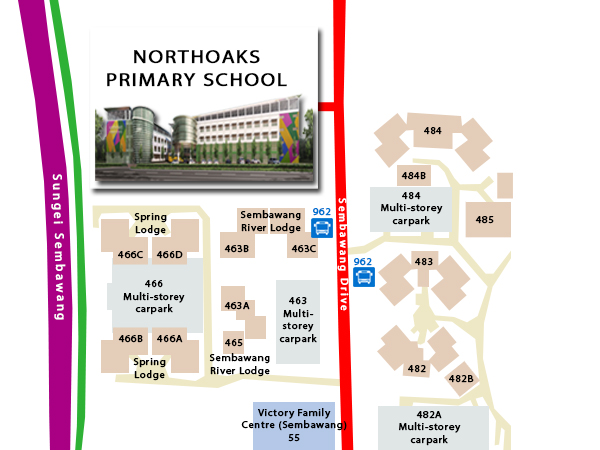 NORTHOAKS
PRIMARY SCHOOL
Sungei Sembawang
Sembawang Drive
484
484B
484
Multi-storey
carpark
485
Spring
Lodge
466C
466D
Sembawang
River Lodge
962
463B
463C
962
483
466
Multi-storey
carpark
463A
463
Multi-
storey
carpark
466B
466A
465
Spring
Lodge
Sembawang
River Lodge
482
482B
Victory Family
Centre (Sembawang)
55
482A
Multi-storey
carpark